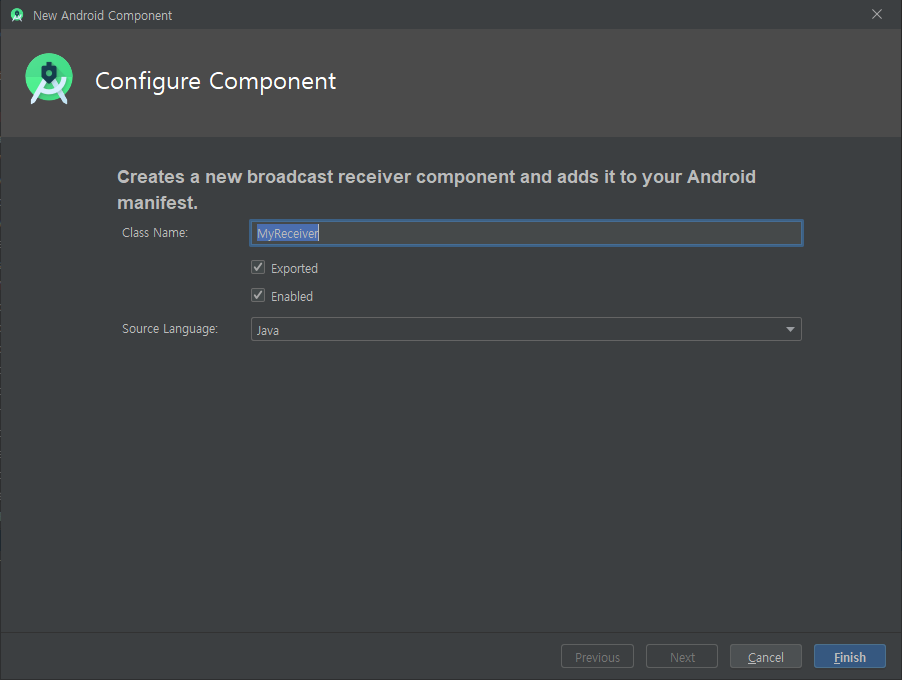 New Android Component
Configure Component
Creates a new broadcast receiver component and adds it to your Android
manifest.
Class Name:
MyReceiver
Exported
Enabled
Source Language:
Java
Previous
Next
Cancel
Finish